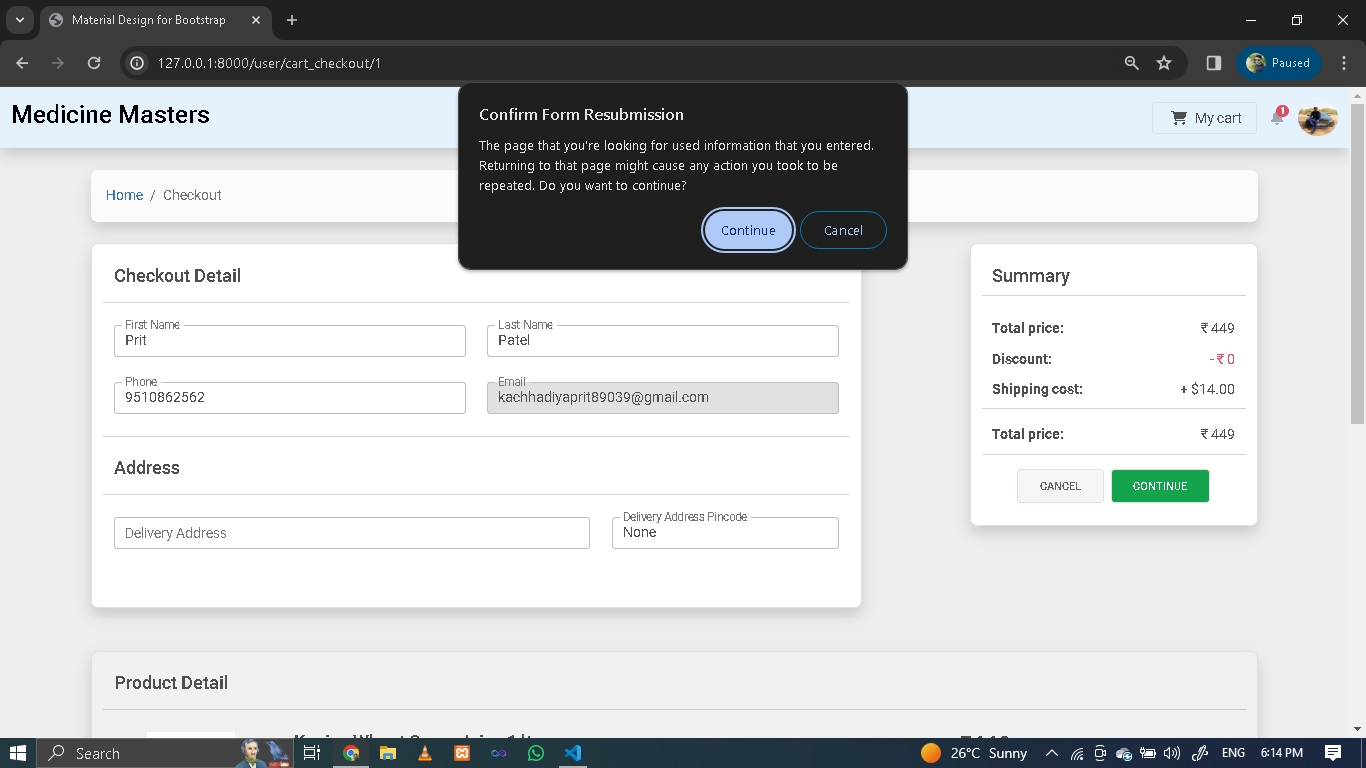 Material Design for Bootstrap
127.0.0.1:8000/user/cart_checkout/1
Paused
Medicine Masters
My cart
1
Confirm Form Resubmission
The page that you're looking for used information that you entered.
Returning to that page might cause any action you took to be
repeated. Do you want to continue?
Continue
Cancel
Home / Checkout
Checkout Detail
First Name
Prit
Last Name
Patel
Phone
9510862562
Email
kachhadiyaprit89039@gmail.com
Address
Delivery Address
Delivery Address Pincode
None
Summary
Total price: ₹ 449
Discount: - ₹ 0
Shipping cost: + $14.00
Total price: ₹ 449
CANCEL
CONTINUE
Product Detail
Search
26°C Sunny
ENG
6:14 PM